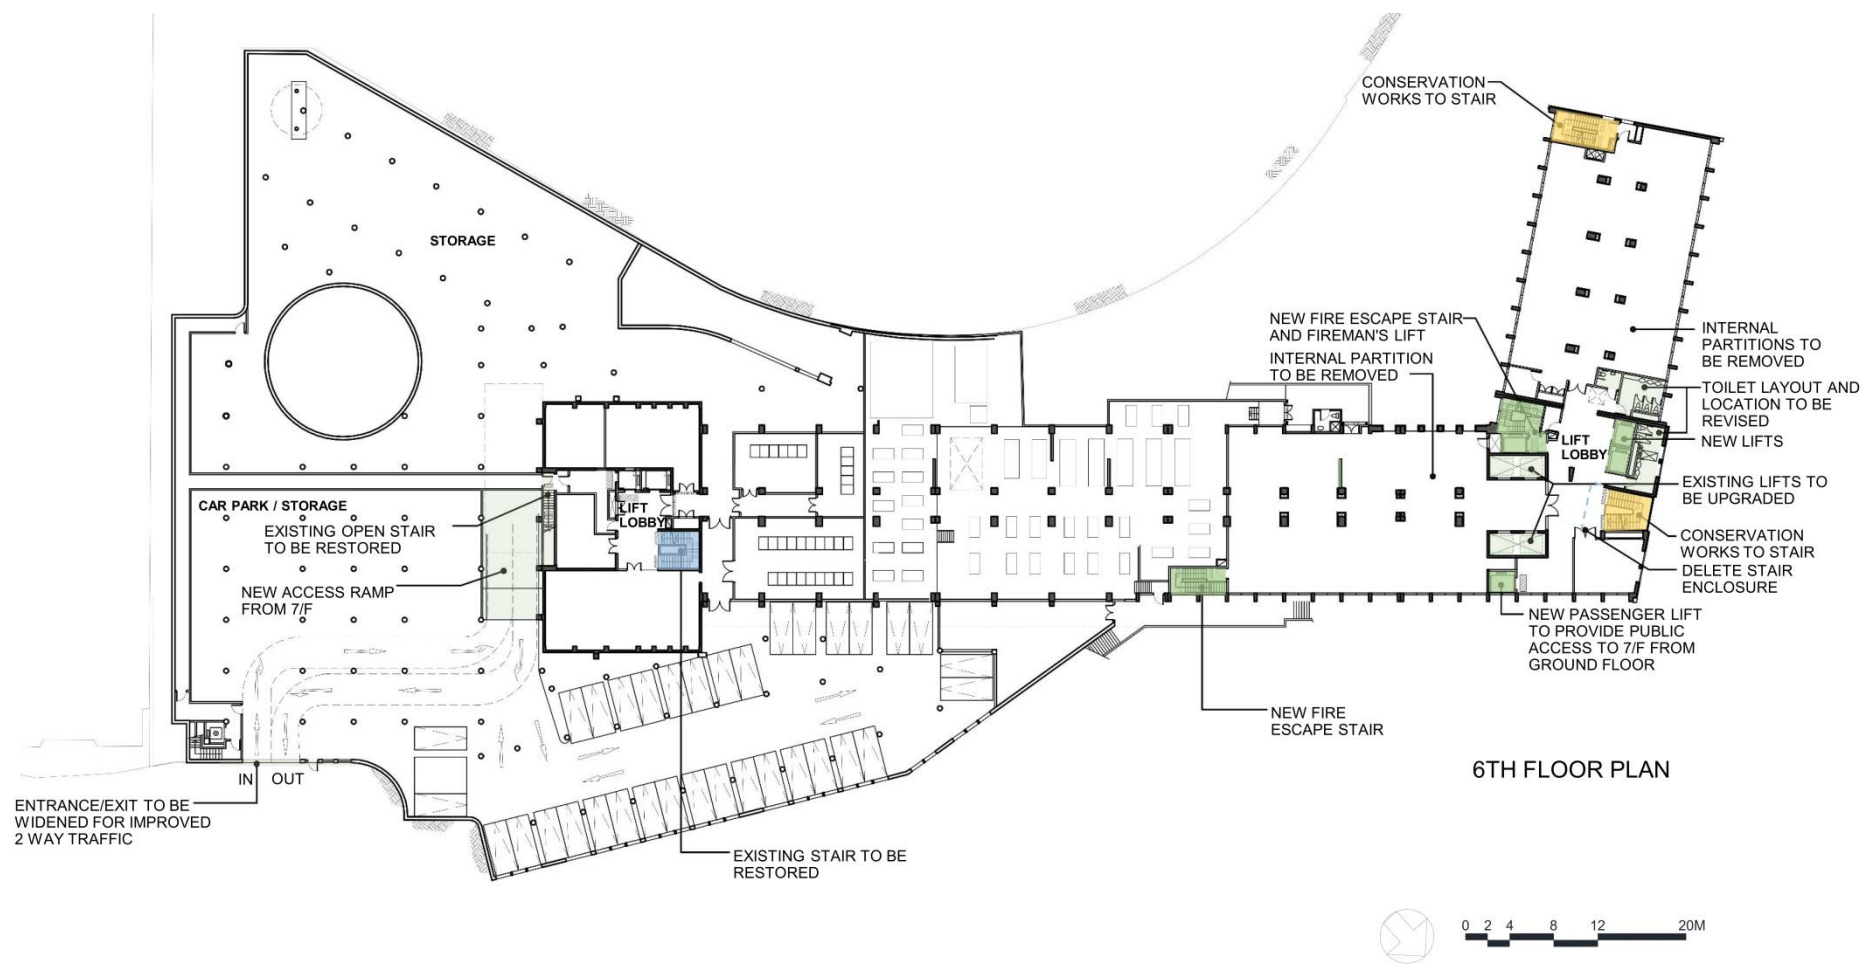 CONSERVATION
WORKS TO STAIR
STORAGE
NEW FIRE ESCAPE STAIR
AND FIREMAN'S LIFT
INTERNAL PARTITION
TO BE REMOVED
INTERNAL
PARTITIONS TO
BE REMOVED
TOILET LAYOUT AND
LOCATION TO BE
REVISED
NEW LIFTS
LIFT
LOBBY
EXISTING LIFTS TO
BE UPGRADED
CAR PARK / STORAGE
EXISTING OPEN STAIR
TO BE RESTORED
LIFT
LOBBY
NEW ACCESS RAMP
FROM 7/F
CONSERVATION
WORKS TO STAIR
DELETE STAIR
ENCLOSURE
NEW PASSENGER LIFT
TO PROVIDE PUBLIC
ACCESS TO 7/F FROM
GROUND FLOOR
NEW FIRE
ESCAPE STAIR
IN OUT
ENTRANCE/EXIT TO BE
WIDENED FOR IMPROVED
2 WAY TRAFFIC
EXISTING STAIR TO BE
RESTORED
6TH FLOOR PLAN
0 2 4 8 12 20M